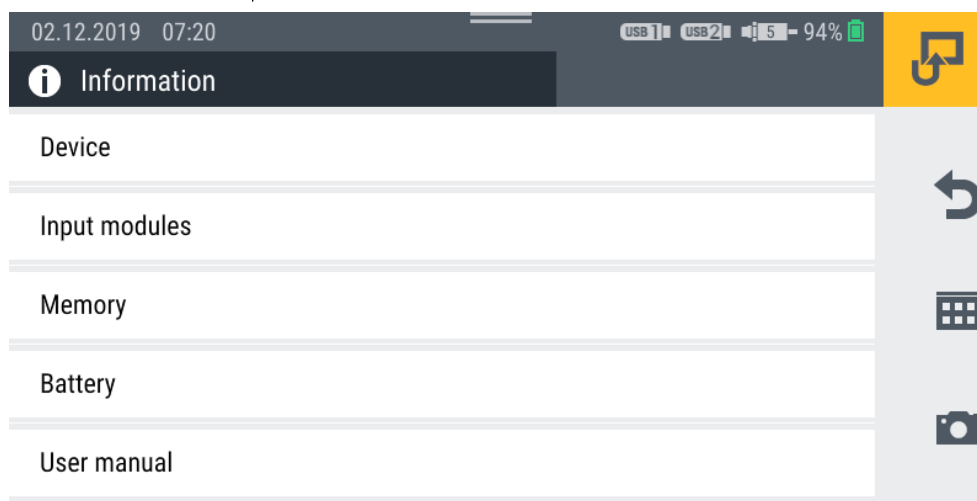 02.12.2019 07:20 USB 1 USB 2 5 94%
i Information
Device
Input modules
Memory
Battery
User manual